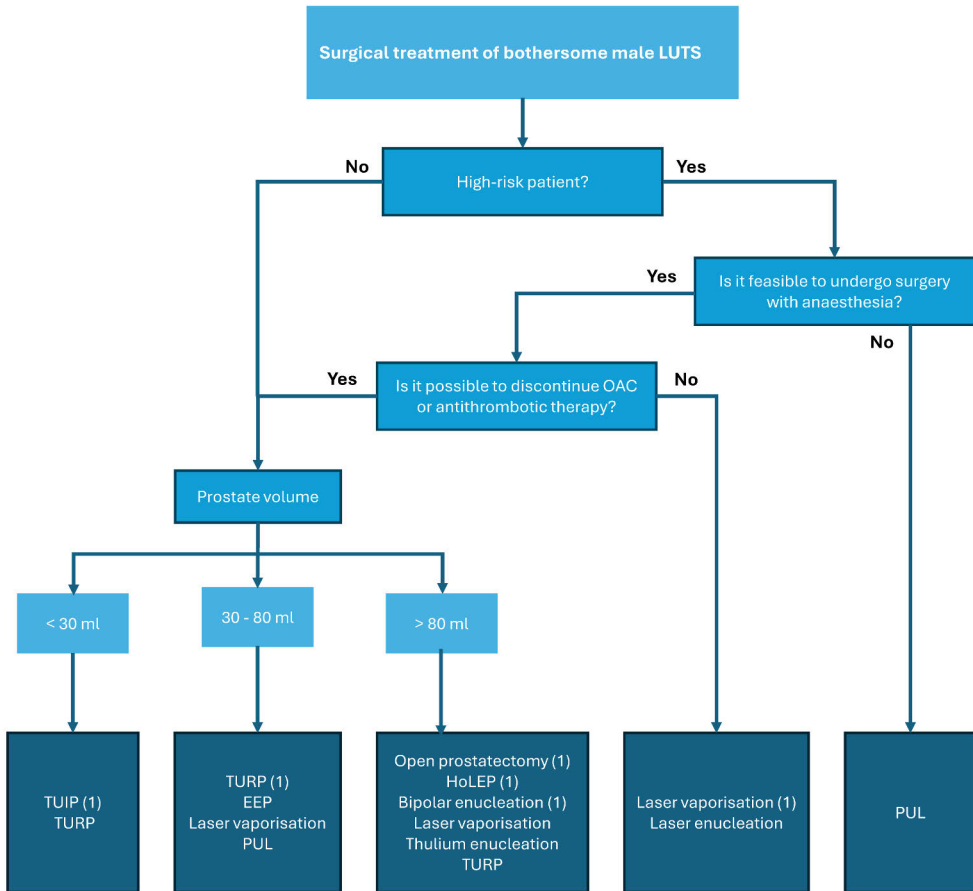 Surgical treatment of bothersome male LUTS
No
Yes
High-risk patient?
Yes
Is it feasible to undergo surgery
with anaesthesia?
No
Yes
Is it possible to discontinue OAC
or antithrombotic therapy?
No
Prostate volume
< 30 ml
30 - 80 ml
> 80 ml
TUIP (1)
TURP
TURP (1)
EEP
Laser vaporisation
PUL
Open prostatectomy (1)
HoLEP (1)
Bipolar enucleation (1)
Laser vaporisation
Thulium enucleation
TURP
Laser vaporisation (1)
Laser enucleation
PUL